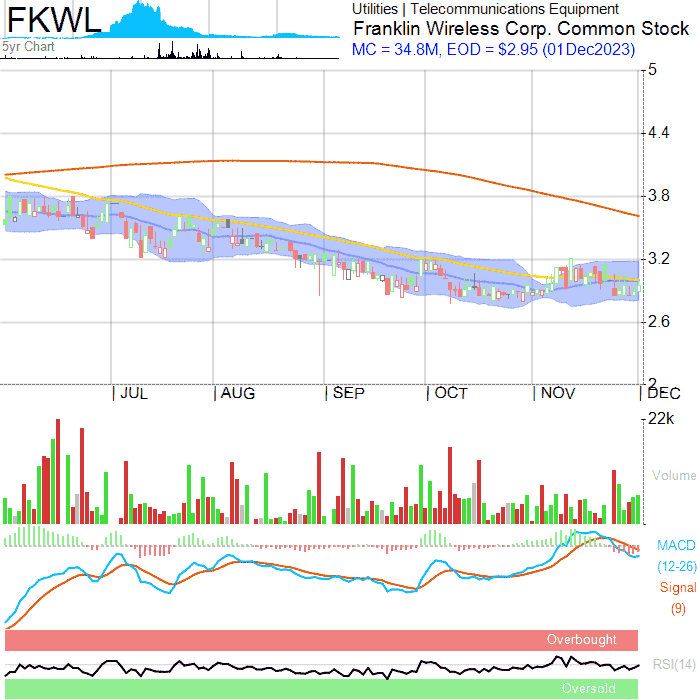 FKWL
Utilities | Telecommunications Equipment
Franklin Wireless Corp. Common Stock
5yr Chart
MC = 34.8M, EOD = $2.95 (01Dec2023)
5
4.4
3.8
3.2
2.6
2
JUL AUG SEP OCT NOV DEC
22k
Volume
MACD
(12-26)
Signal
(9)
Overbought
RSI(14)
Oversold